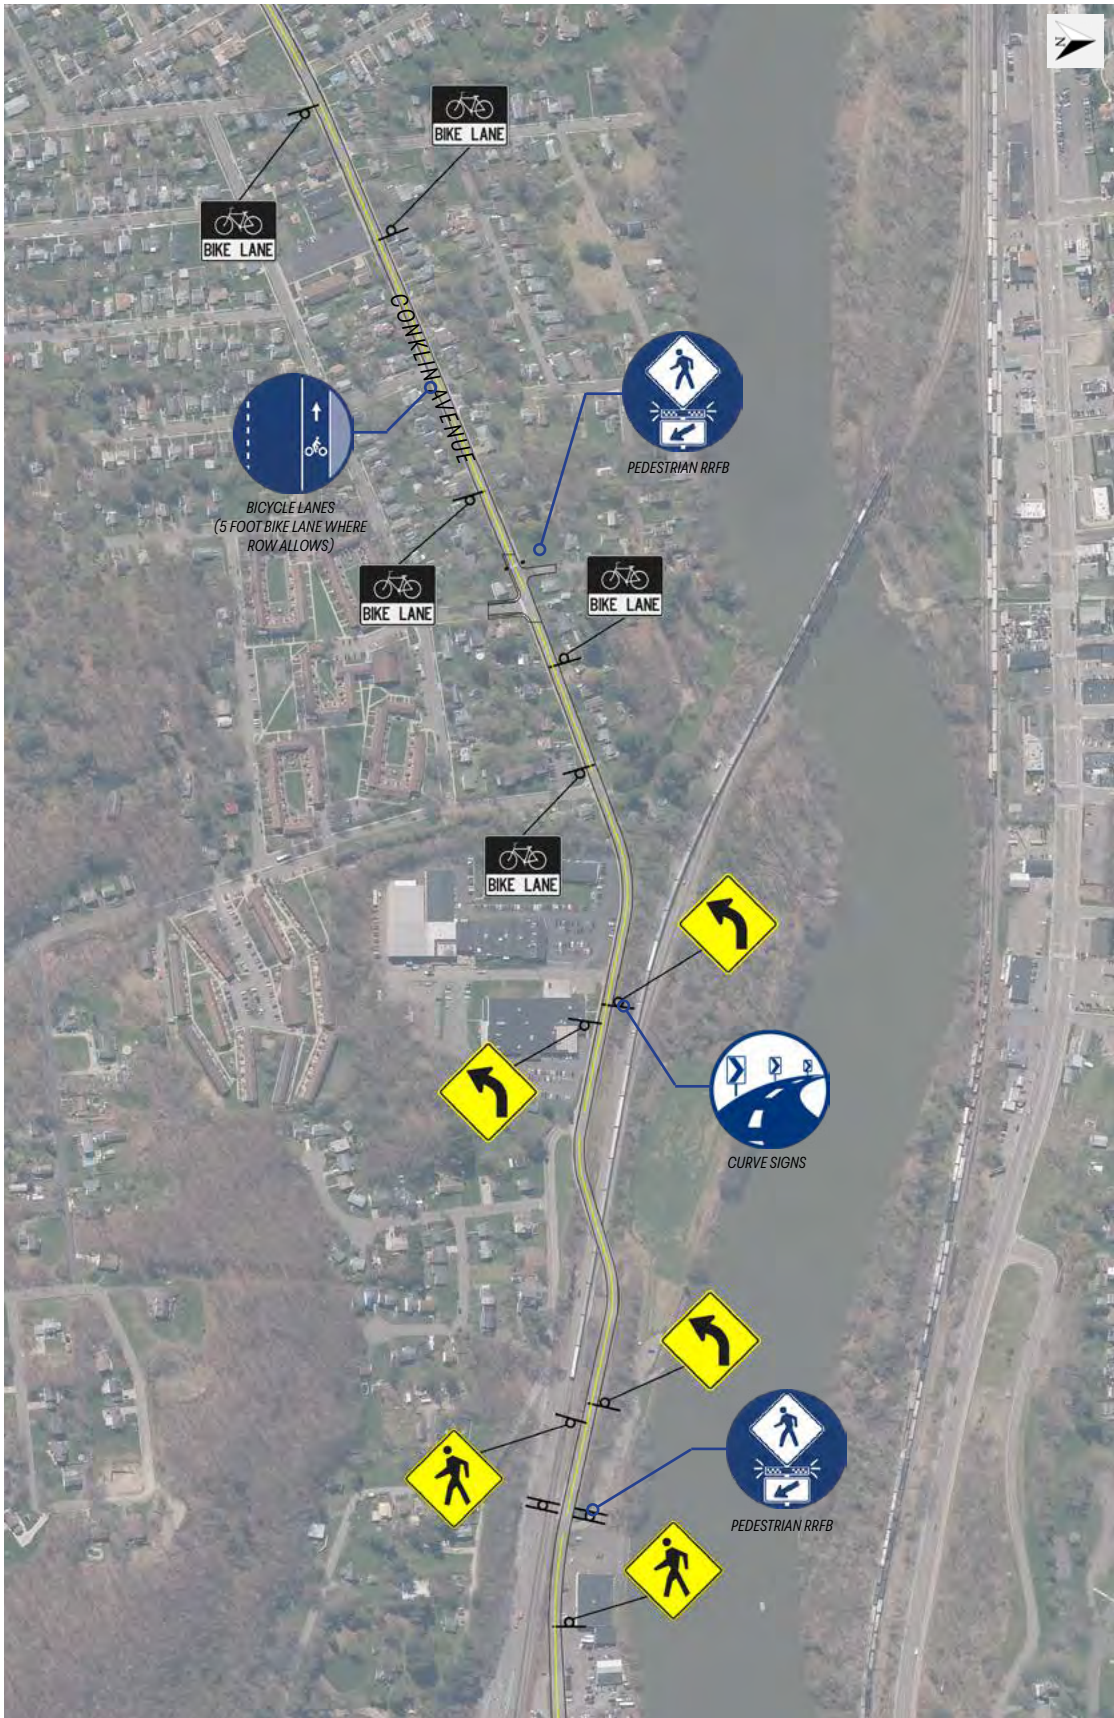 N
BIKE LANE
BIKE LANE
CONKLIN AVENUE
PEDESTRIAN RRFB
BICYCLE LANES
(5 FOOT BIKE LANE WHERE
ROW ALLOWS)
BIKE LANE
BIKE LANE
BIKE LANE
CURVE SIGNS
PEDESTRIAN RRFB